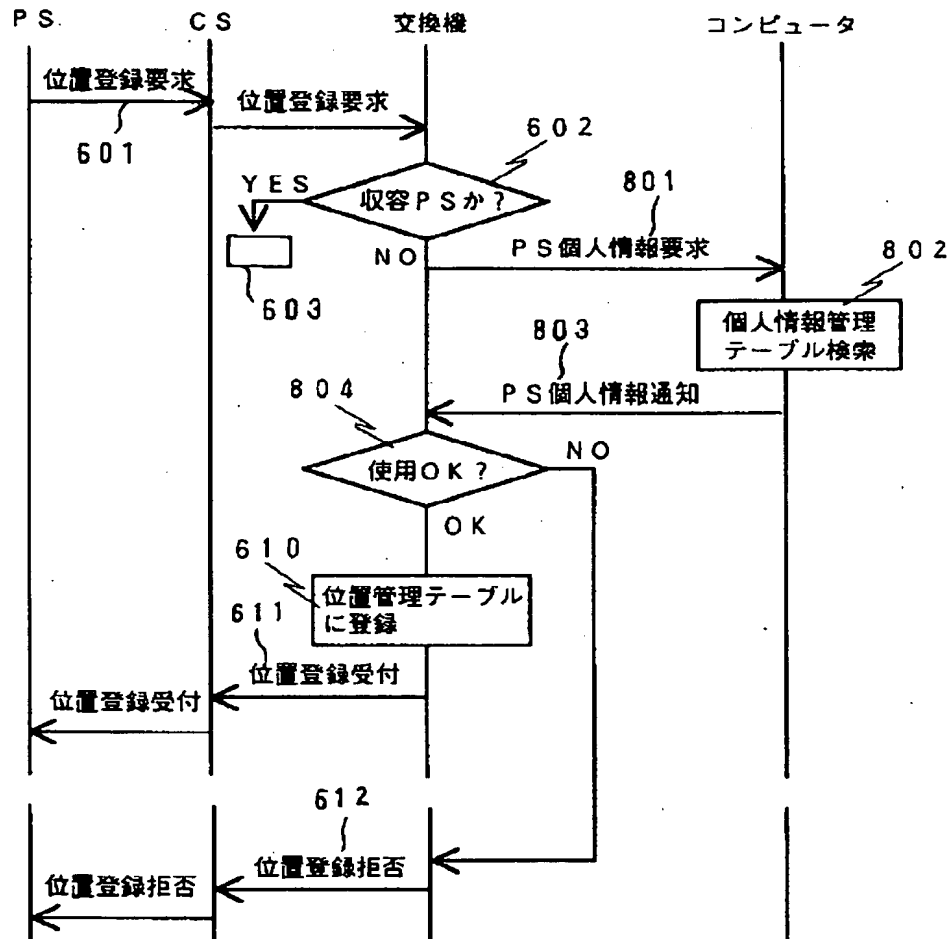 ＰＳ
ＣＳ
交換機
コンピュータ
位置登録要求
601
位置登録要求
602
収容ＰＳか？
ＹＥＳ
603
ＮＯ
801
ＰＳ個人情報要求
802
個人情報管理
テーブル検索
803
ＰＳ個人情報通知
804
使用ＯＫ？
ＮＯ
ＯＫ
610
位置管理テーブル
に登録
611
位置登録受付
位置登録受付
612
位置登録拒否
位置登録拒否